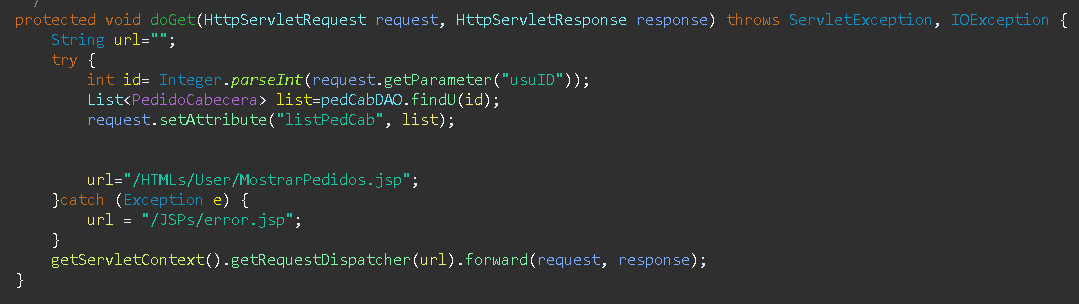 protected void doGet(HttpServletRequest request, HttpServletResponse response) throws ServletException, IOException {
String url="";
try {
int id= Integer.parseInt(request.getParameter("usuID"));
List<PedidoCabecera> list=pedCabDAO.findU(id);
request.setAttribute("listPedCab", list);
url="/HTMLs/User/MostrarPedidos.jsp";
}catch (Exception e) {
url = "/JSPs/error.jsp";
}
getServletContext().getRequestDispatcher(url).forward(request, response);
}